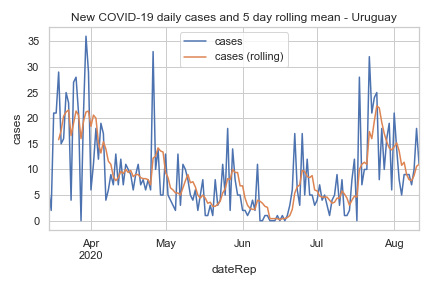 New COVID-19 daily cases and 5 day rolling mean - Uruguay
cases
cases (rolling)
cases
35
30
25
20
15
10
5
0
Apr
2020
May
Jun
Jul
Aug
dateRep